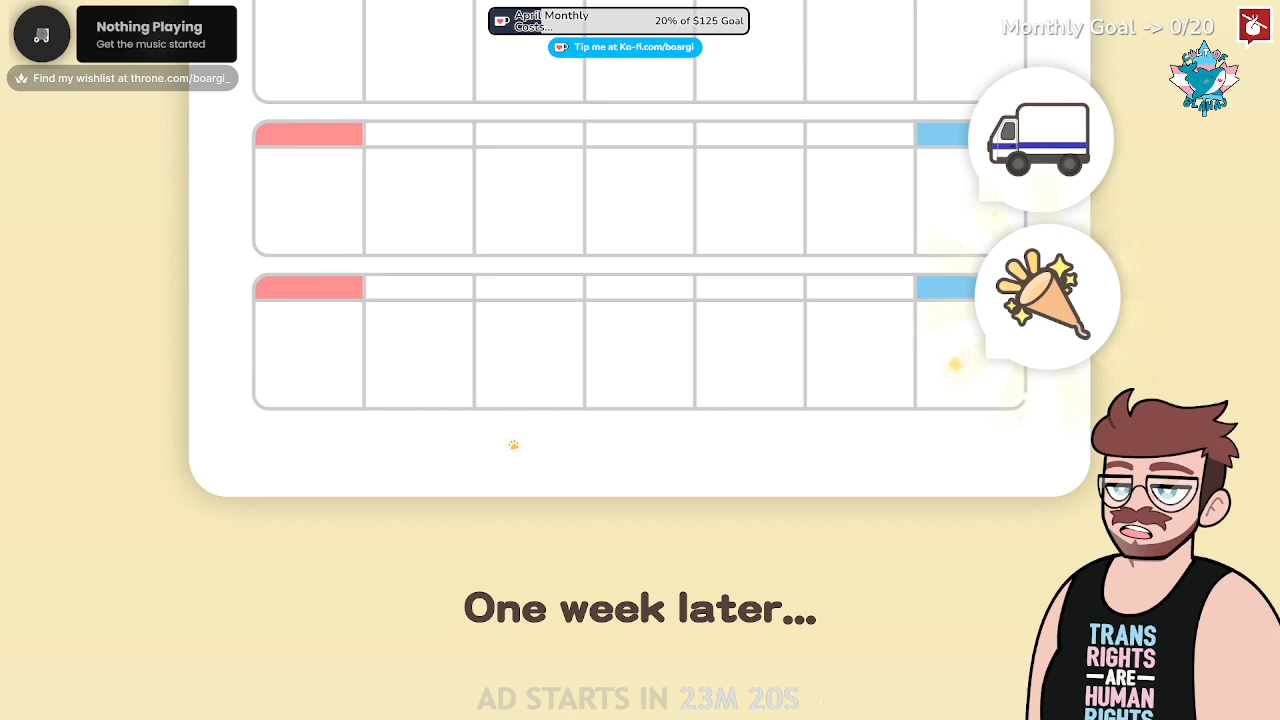 Nothing Playing
Get the music started
Find my wishlist at throne.com/boargi_
April Monthly Costs...
20% of $125 Goal
Tip me at Ko-fi.com/boargi
Monthly Goal -> 0/20
One week later...
AD STARTS IN 23M 20S
TRANS
RIGHTS
ARE
HUMAN
RIGHTS